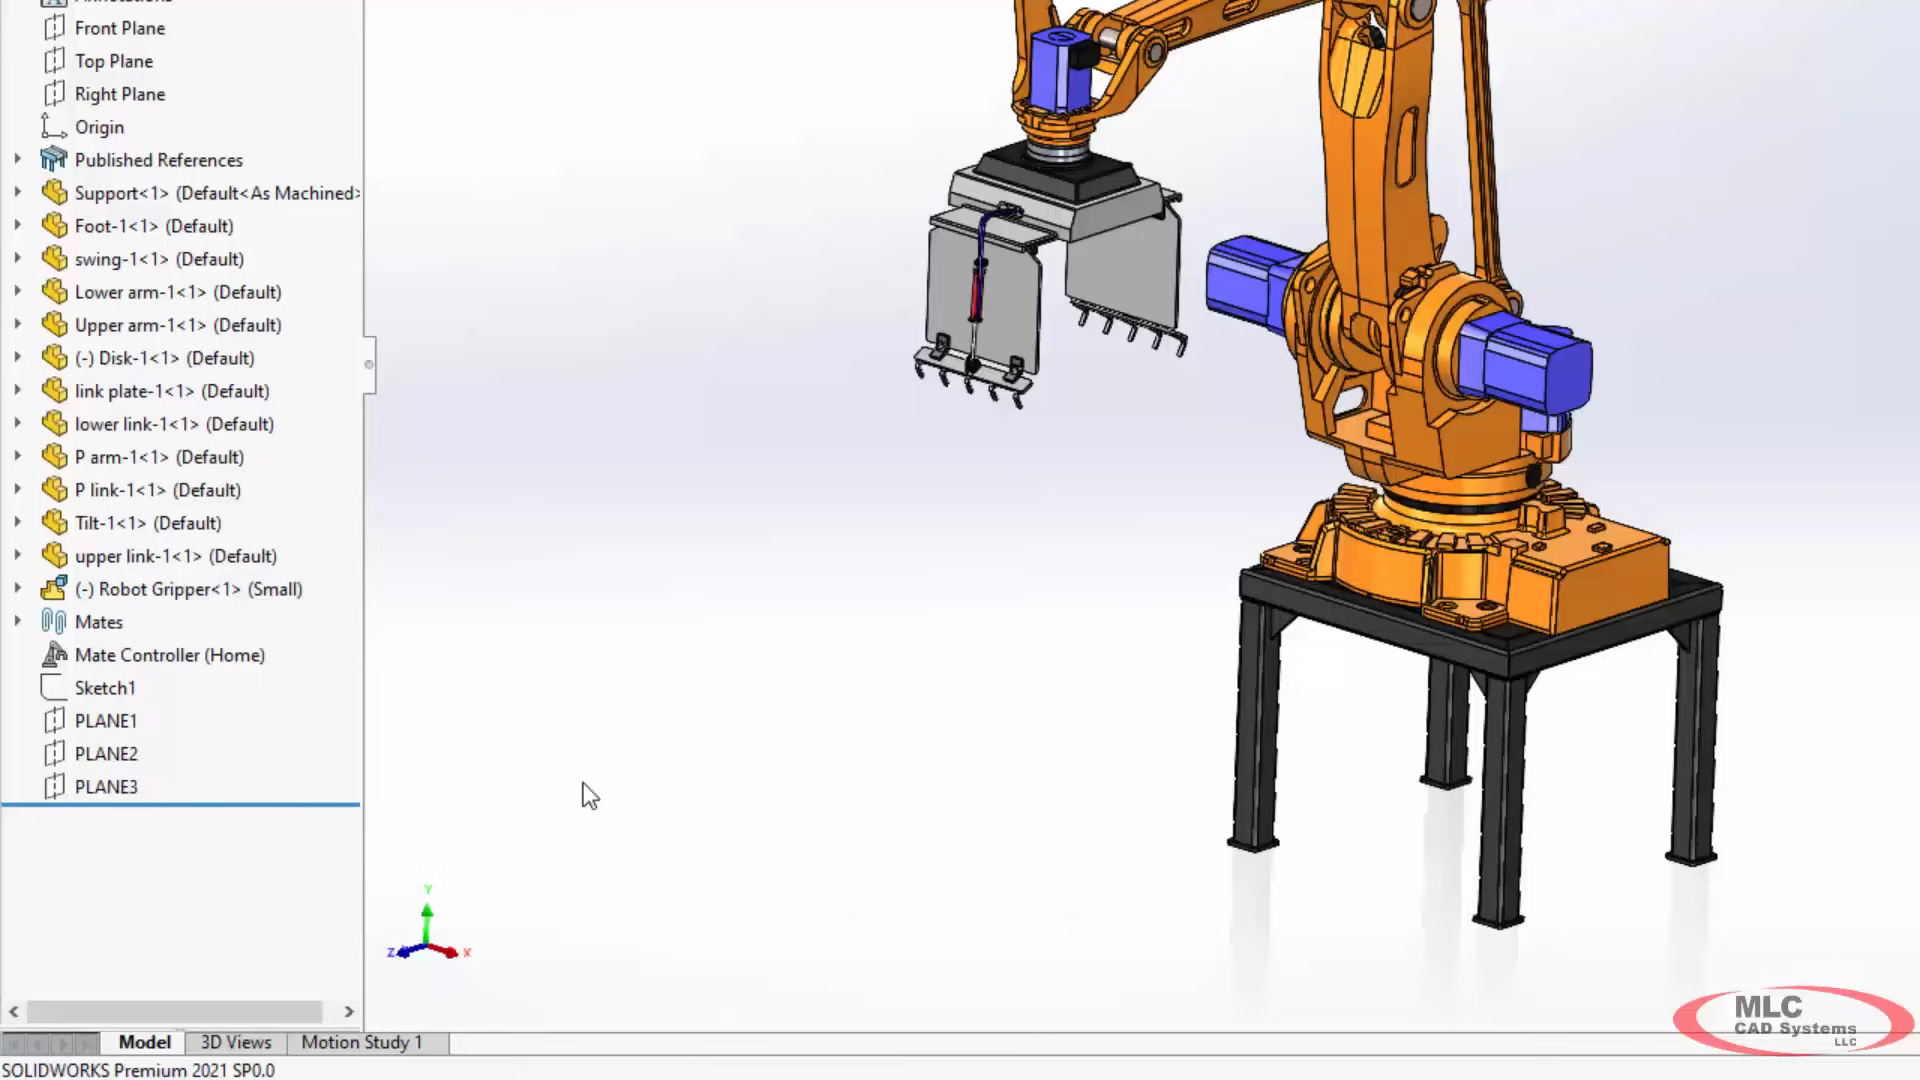 Annotations
Front Plane
Top Plane
Right Plane
Origin
Published References
Support<1> (Default<As Machined>
Foot-1<1> (Default)
swing-1<1> (Default)
Lower arm-1<1> (Default)
Upper arm-1<1> (Default)
(-) Disk-1<1> (Default)
link plate-1<1> (Default)
lower link-1<1> (Default)
P arm-1<1> (Default)
P link-1<1> (Default)
Tilt-1<1> (Default)
upper link-1<1> (Default)
(-) Robot Gripper<1> (Small)
Mates
Mate Controller (Home)
Sketch1
PLANE1
PLANE2
PLANE3
Y
Z X
MLC
CAD Systems
LLC
Model 3D Views Motion Study 1
SOLIDWORKS Premium 2021 SP0.0